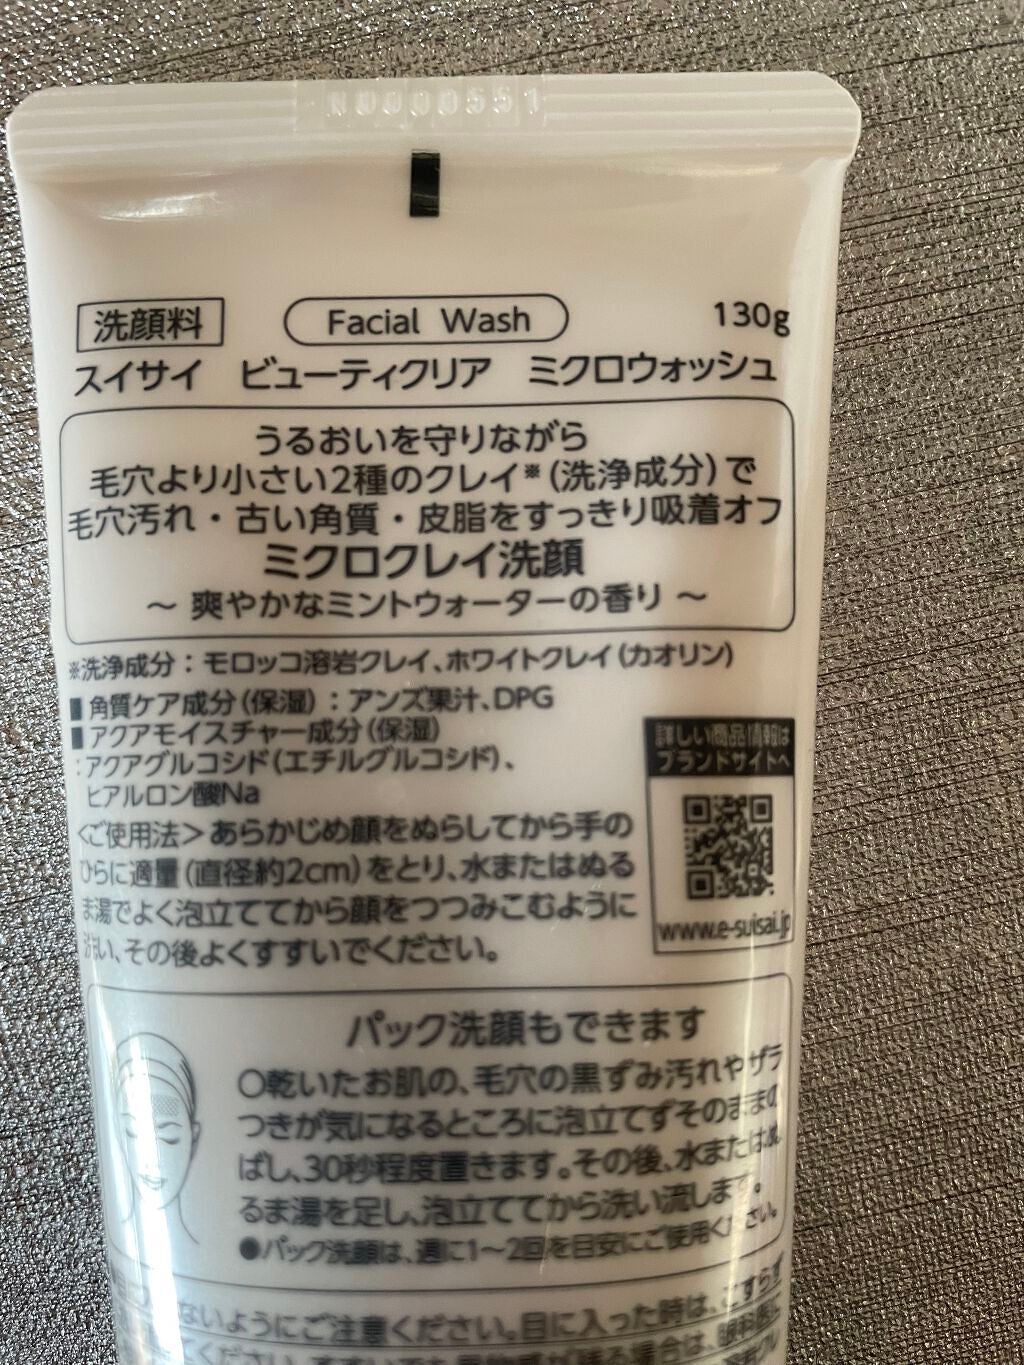 N0000551
洗顔料 Facial Wash 130g
スイサイ ビューティクリア ミクロウォッシュ
うるおいを守りながら
毛穴より小さい2種のクレイ※(洗浄成分)で
毛穴汚れ・古い角質・皮脂をすっきり吸着オフ
ミクロクレイ洗顔
～ 爽やかなミントウォーターの香り ～
※洗浄成分：モロッコ溶岩クレイ、ホワイトクレイ(カオリン)
■角質ケア成分(保湿)：アンズ果汁、DPG
■アクアモイスチャー成分(保湿)
：アクアグルコシド(エチルグルコシド)、
ヒアルロン酸Na
詳しい商品情報は
ブランドサイトへ
www.e-suisai.jp
＜ご使用法＞あらかじめ顔をぬらしてから手の
ひらに適量(直径約2cm)をとり、水またはぬる
ま湯でよく泡立ててから顔をつつみこむように
洗い、その後よくすすいでください。
パック洗顔もできます
○乾いたお肌の、毛穴の黒ずみ汚れやザラ
つきが気になるところに泡立てずそのままの
ばし、30秒程度置きます。その後、水またはぬ
るま湯を足し、泡立ててから洗い流します。
●パック洗顔は、週に1～2回を目安にご使用ください。
ないようにご注意ください。目に入った時は、こすらず